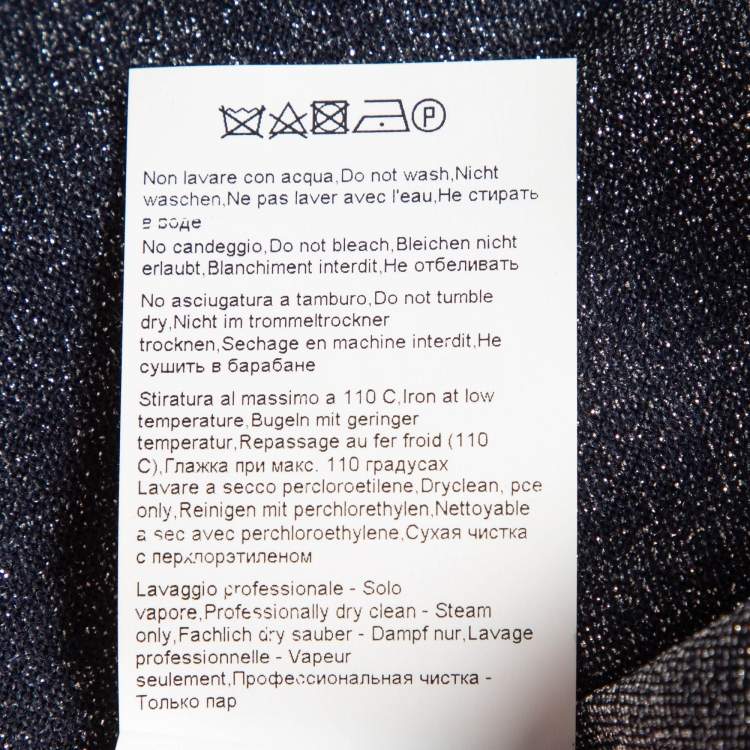 P
Non lavare con acqua,Do not wash,Nicht
waschen,Ne pas laver avec l'eau,Не стирать
в воде
No candeggio,Do not bleach,Bleichen nicht
erlaubt,Blanchiment interdit,Не отбеливать
No asciugatura a tamburo,Do not tumble
dry,Nicht im trommeltrockner
trocknen,Sechage en machine interdit,Не
сушить в барабане
Stiratura al massimo a 110 C,Iron at low
temperature,Bugeln mit geringer
temperatur,Repassage au fer froid (110
C),Глажка при макс. 110 градусах
Lavare a secco percloroetilene,Dryclean, pce
only,Reinigen mit perchlorethylen,Nettoyable
a sec avec perchloroethylene,Сухая чистка
с перхлорэтиленом
Lavaggio professionale - Solo
vapore,Professionally dry clean - Steam
only,Fachlich dry sauber - Dampf nur,Lavage
professionnelle - Vapeur
seulement,Профессиональная чистка -
Только пар